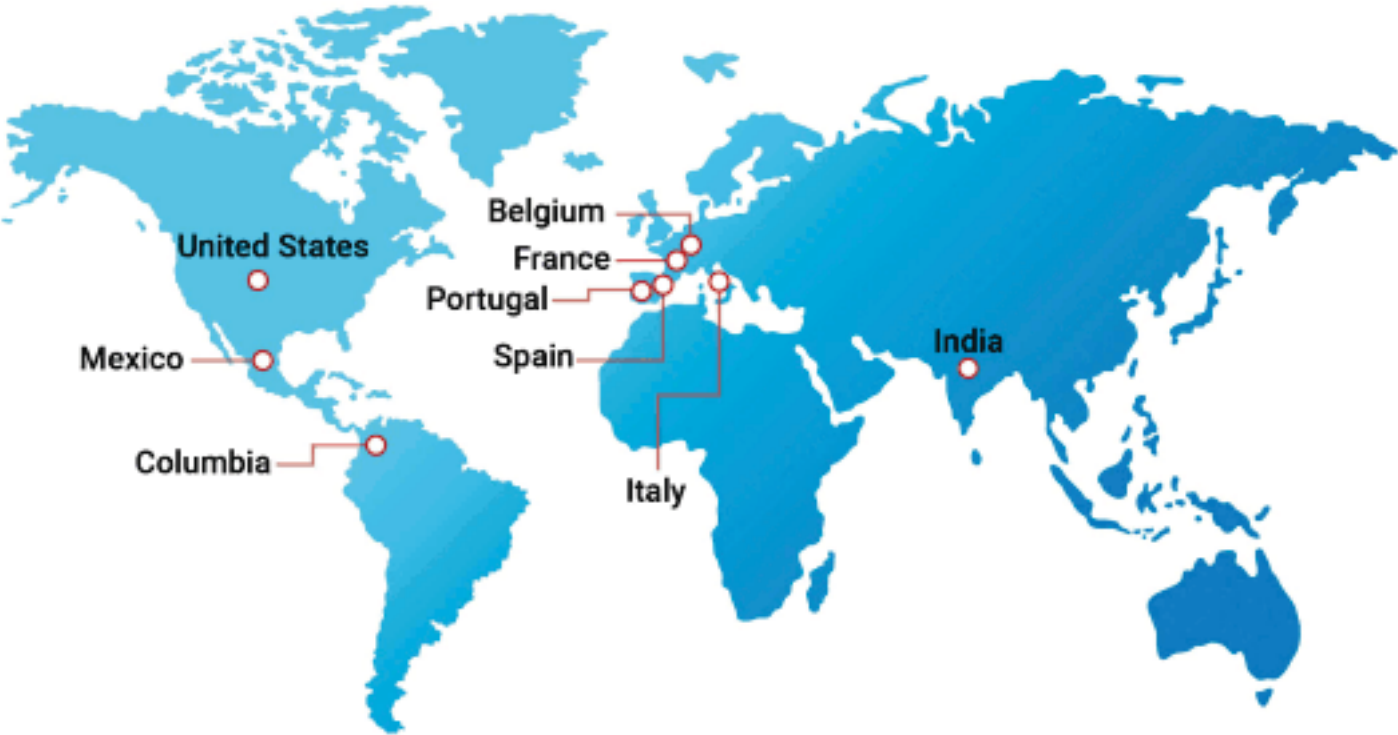 Belgium
United States
France
Portugal
India
Mexico
Spain
Columbia
Italy